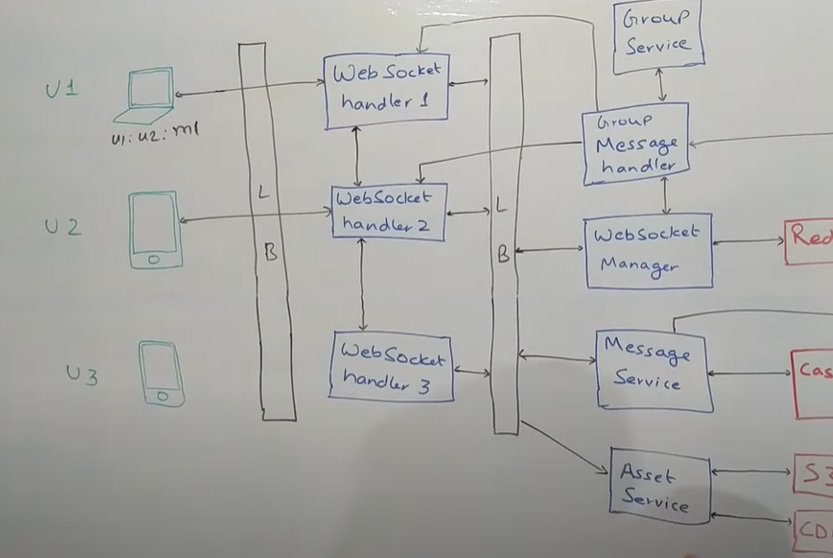 U1
u1: u2: m1
U2
U3
L
B
WebSocket
handler 1
WebSocket
handler 2
WebSocket
handler 3
L
B
Group
Service
Group
Message
handler
WebSocket
Manager
Message
Service
Asset
Service
Red
Cas
S3
CD